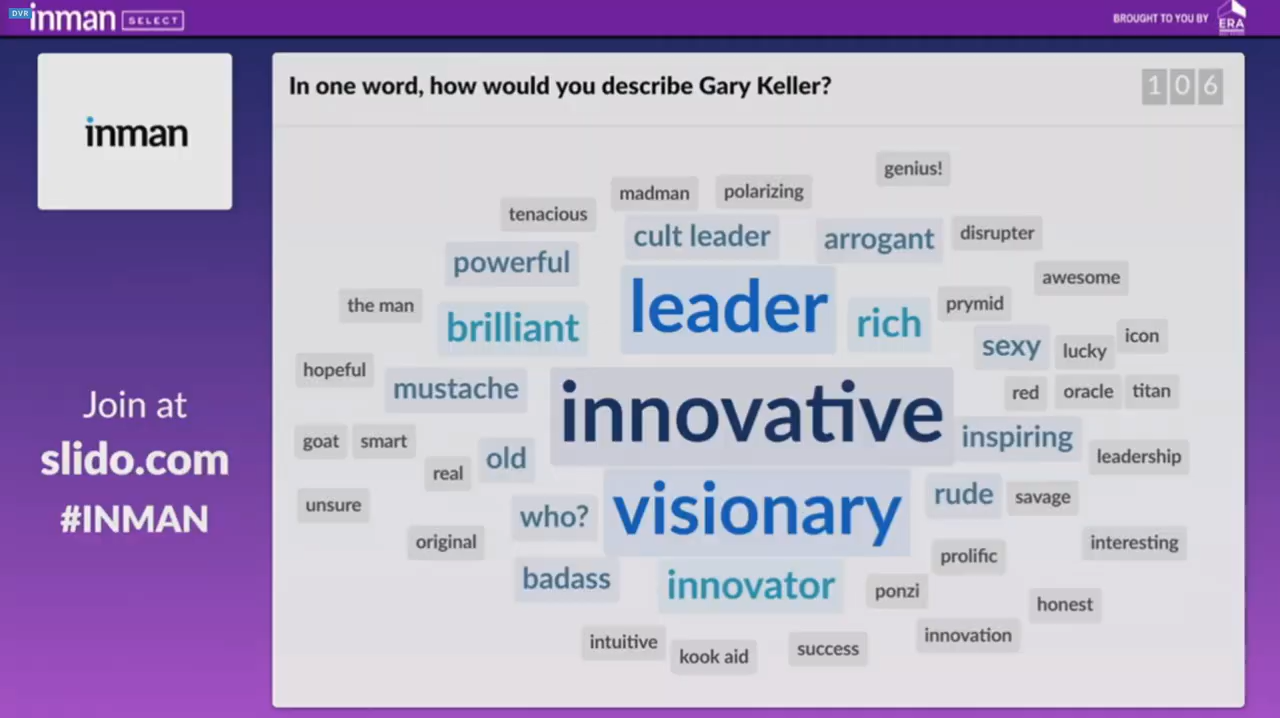 DVR
inman SELECT
BROUGHT TO YOU BY
ERA
inman
In one word, how would you describe Gary Keller?
106
genius!
madman
polarizing
tenacious
cult leader
arrogant
disrupter
powerful
awesome
the man
leader
prymid
brilliant
rich
sexy
lucky
icon
hopeful
mustache
innovative
red
oracle
titan
goat
smart
inspiring
old
real
leadership
unsure
who?
visionary
rude
savage
original
prolific
interesting
badass
innovator
ponzi
honest
intuitive
kook aid
success
innovation
Join at
slido.com
#INMAN